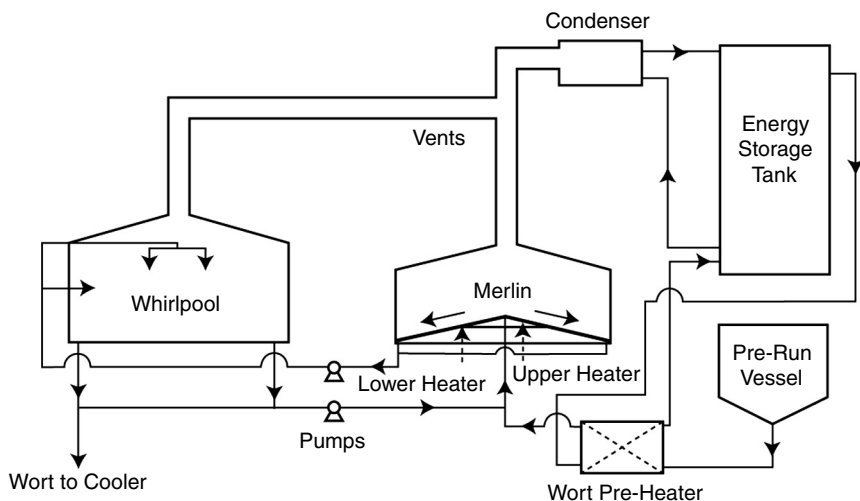 Condenser
Vents
Energy
Storage
Tank
Whirlpool
Merlin
Lower Heater
Upper Heater
Pre-Run
Vessel
Pumps
Wort to Cooler
Wort Pre-Heater